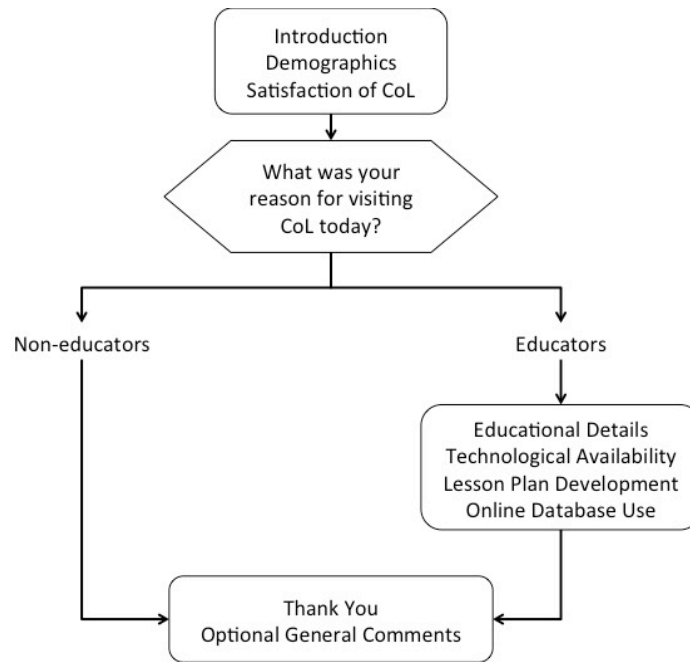 Introduction
Demographics
Satisfaction of CoL
What was your
reason for visiting
CoL today?
Non-educators
Educators
Educational Details
Technological Availability
Lesson Plan Development
Online Database Use
Thank You
Optional General Comments